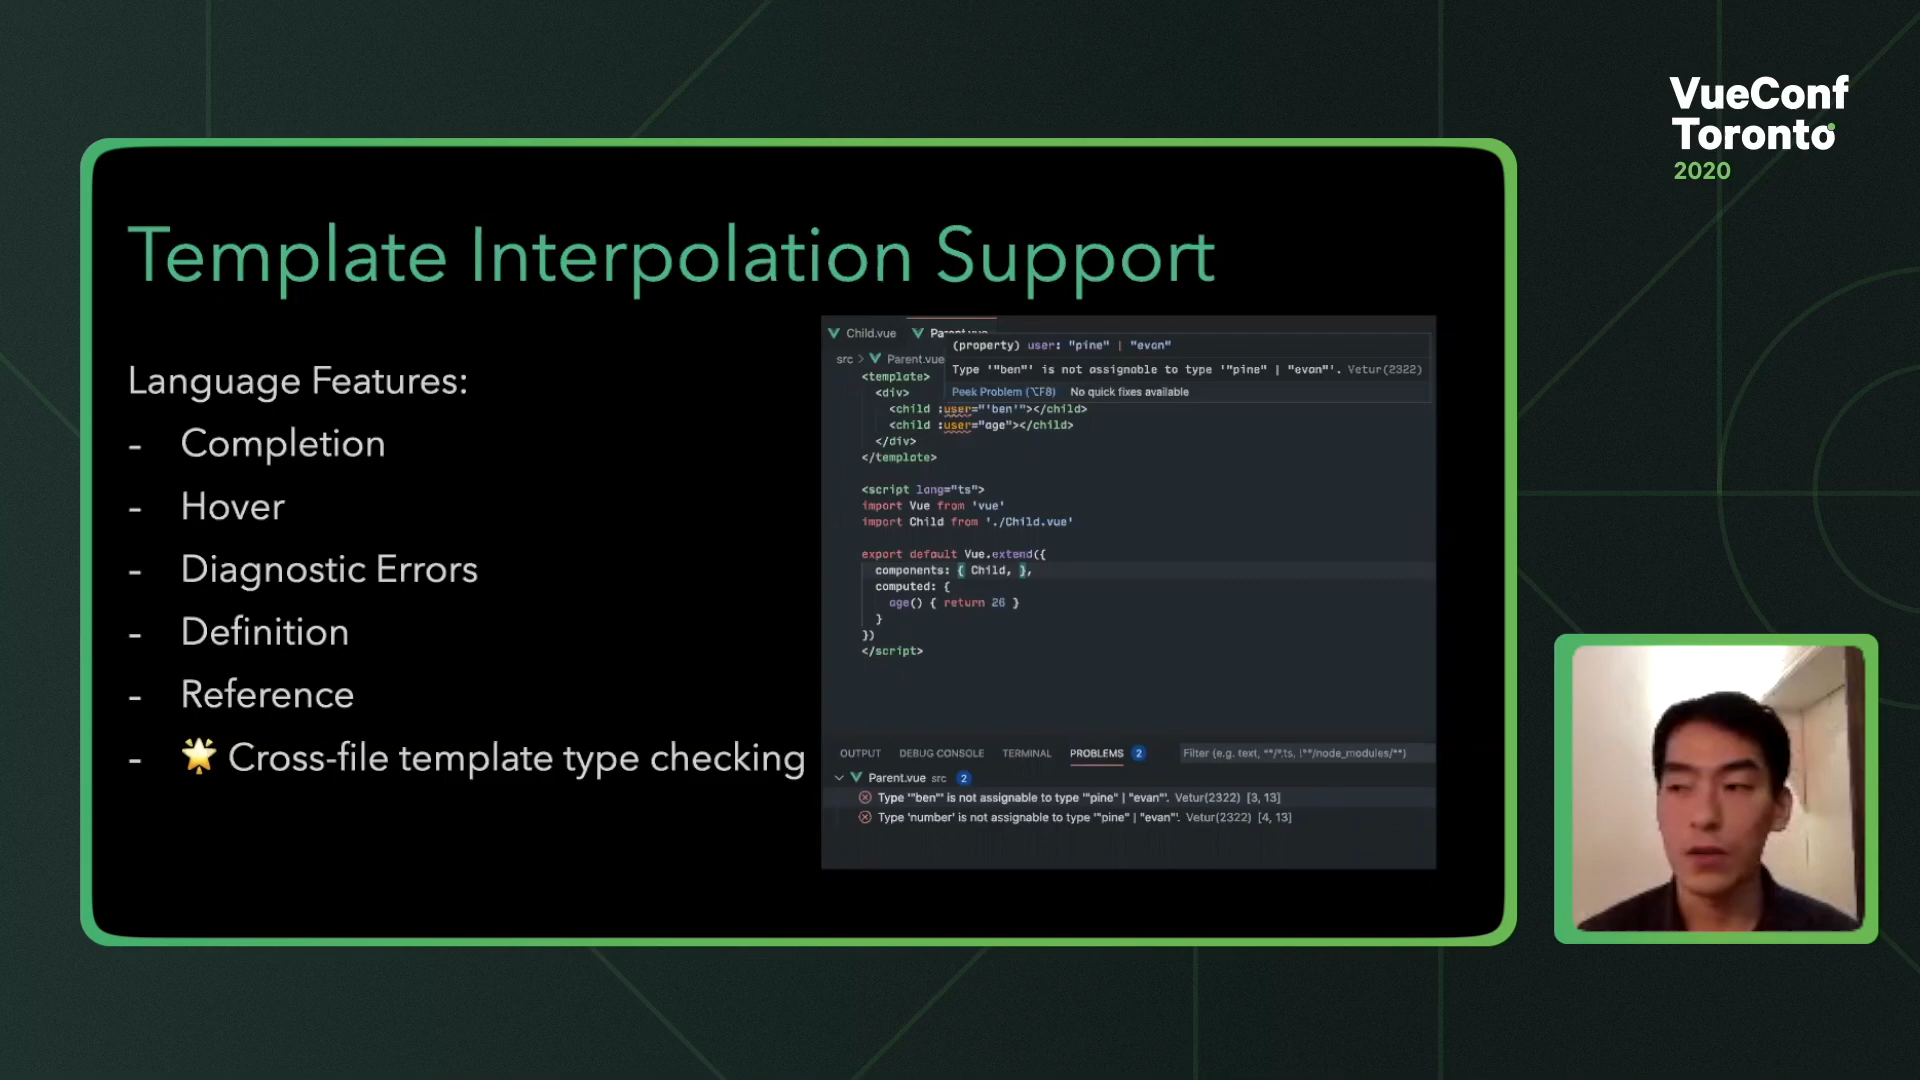 VueConf
Toronto
2020
Template Interpolation Support
Language Features:
- Completion
- Hover
- Diagnostic Errors
- Definition
- Reference
- 🌟 Cross-file template type checking
Child.vue Parent.vue
(property) user: "pine" | "evan"
src > Parent.vue
Type '"ben"' is not assignable to type '"pine" | "evan"'. Vetur(2322)
<template>
Peek Problem (⌥F8) No quick fixes available
<div>
<child :user="'ben'"></child>
<child :user="age"></child>
</div>
</template>
<script lang="ts">
import Vue from 'vue'
import Child from './Child.vue'
export default Vue.extend({
components: { Child, },
computed: {
age() { return 26 }
}
})
</script>
OUTPUT DEBUG CONSOLE TERMINAL PROBLEMS 2 Filter (e.g. text, **/*.ts, !**/node_modules/**)
Parent.vue src 2
Type '"ben"' is not assignable to type '"pine" | "evan"'. Vetur(2322) [3, 13]
Type 'number' is not assignable to type '"pine" | "evan"'. Vetur(2322) [4, 13]